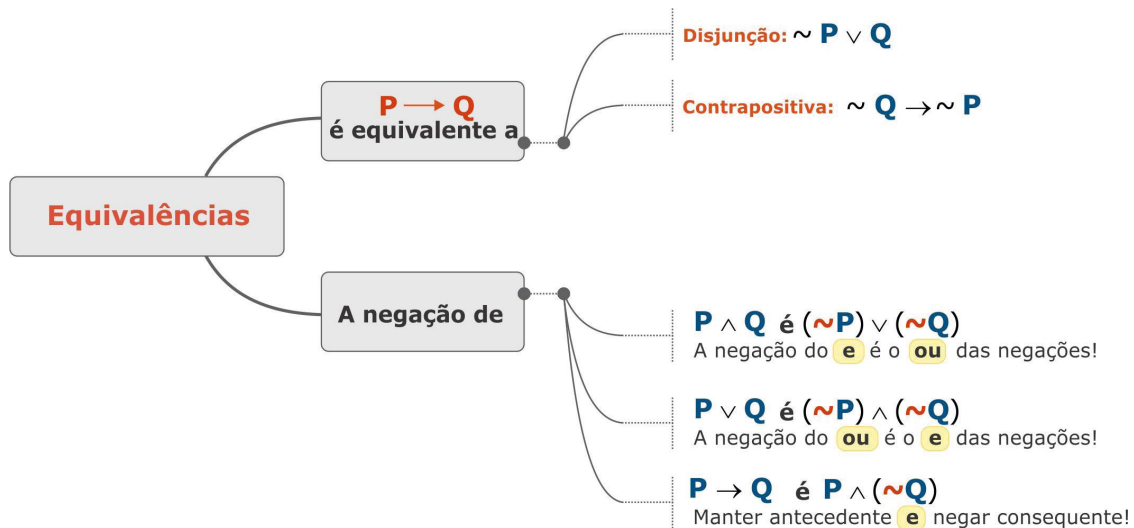 Disjunção: ~ P ∨ Q
P → Q
é equivalente a
Contrapositiva: ~ Q → ~ P
Equivalências
A negação de
P ∧ Q é (~P) ∨ (~Q)
A negação do e é o ou das negações!
P ∨ Q é (~P) ∧ (~Q)
A negação do ou é o e das negações!
P → Q é P ∧ (~Q)
Manter antecedente e negar consequente!